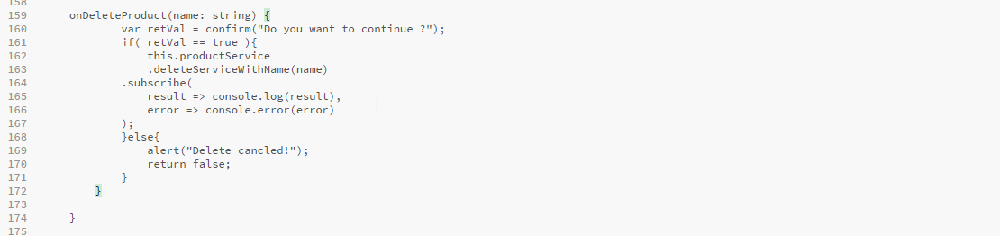 158
159 onDeleteProduct(name: string) {
160 var retVal = confirm("Do you want to continue ?");
161 if( retVal == true ){
162 this.productService
163 .deleteServiceWithName(name)
164 .subscribe(
165 result => console.log(result),
166 error => console.error(error)
167 );
168 }else{
169 alert("Delete cancled!");
170 return false;
171 }
172 }
173
174 }
175